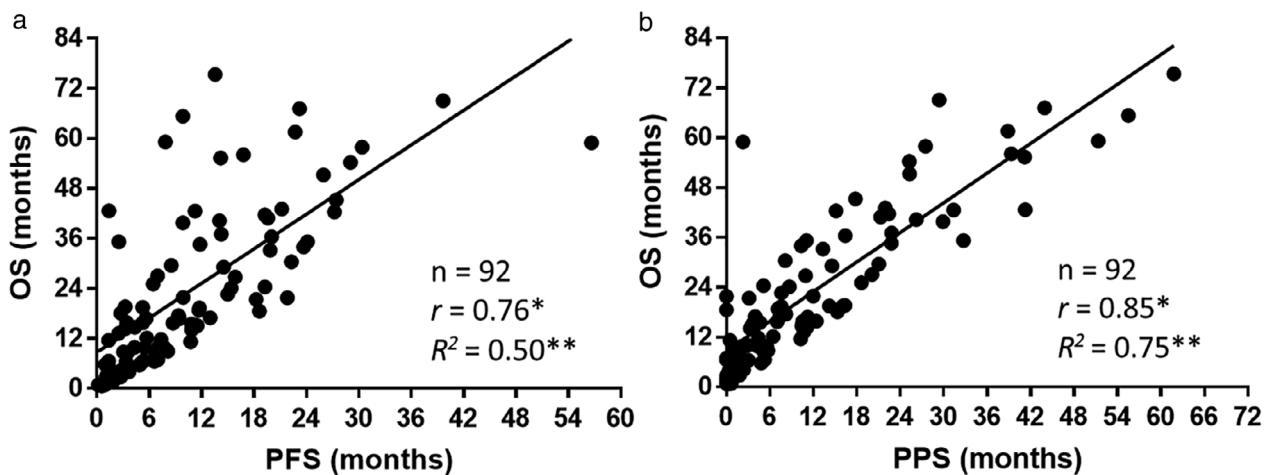 a
84
72
60
48
36
24
12
0
OS (months)
0 6 12 18 24 30 36 42 48 54 60
PFS (months)
n = 92
r = 0.76*
R² = 0.50**
b
84
72
60
48
36
24
12
0
OS (months)
0 6 12 18 24 30 36 42 48 54 60 66 72
PPS (months)
n = 92
r = 0.85*
R² = 0.75**